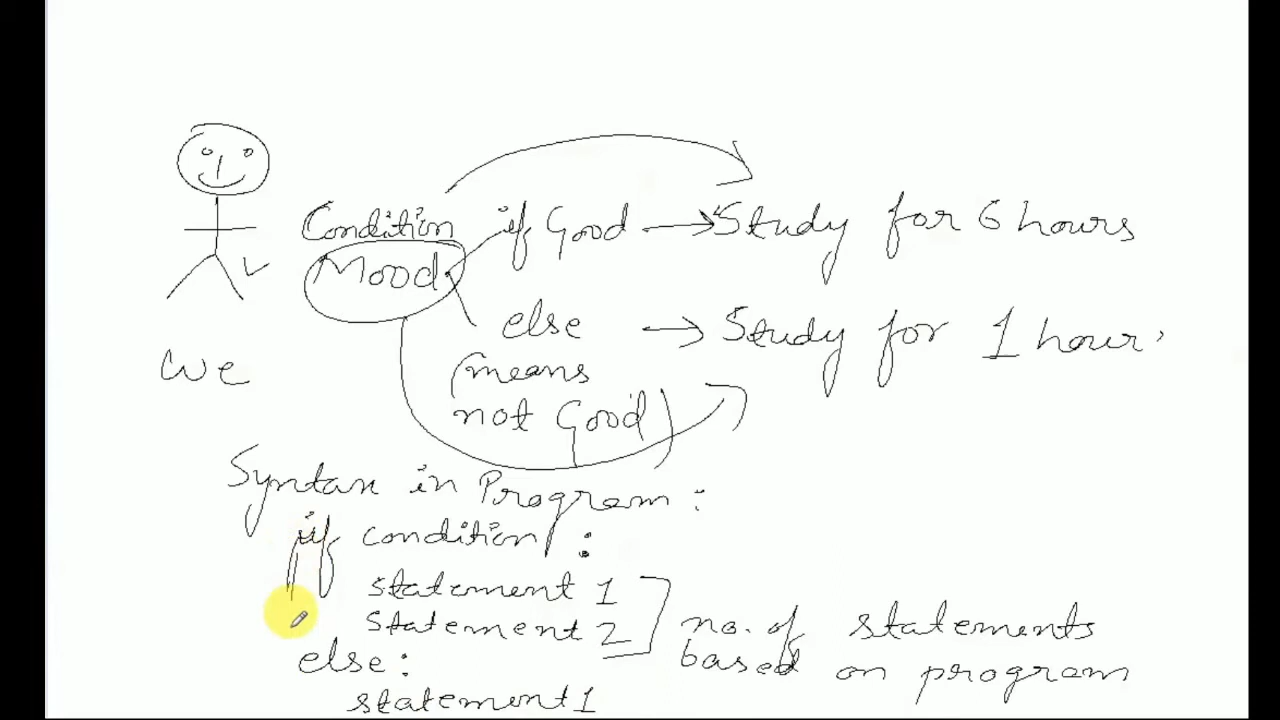 Condition if Good → Study for 6 hours
Mood
else → Study for 1 hour
(means
not Good)
we
Syntax in Program:
if condition :
statement 1
statement 2
no. of statements
based on program
else:
statement 1